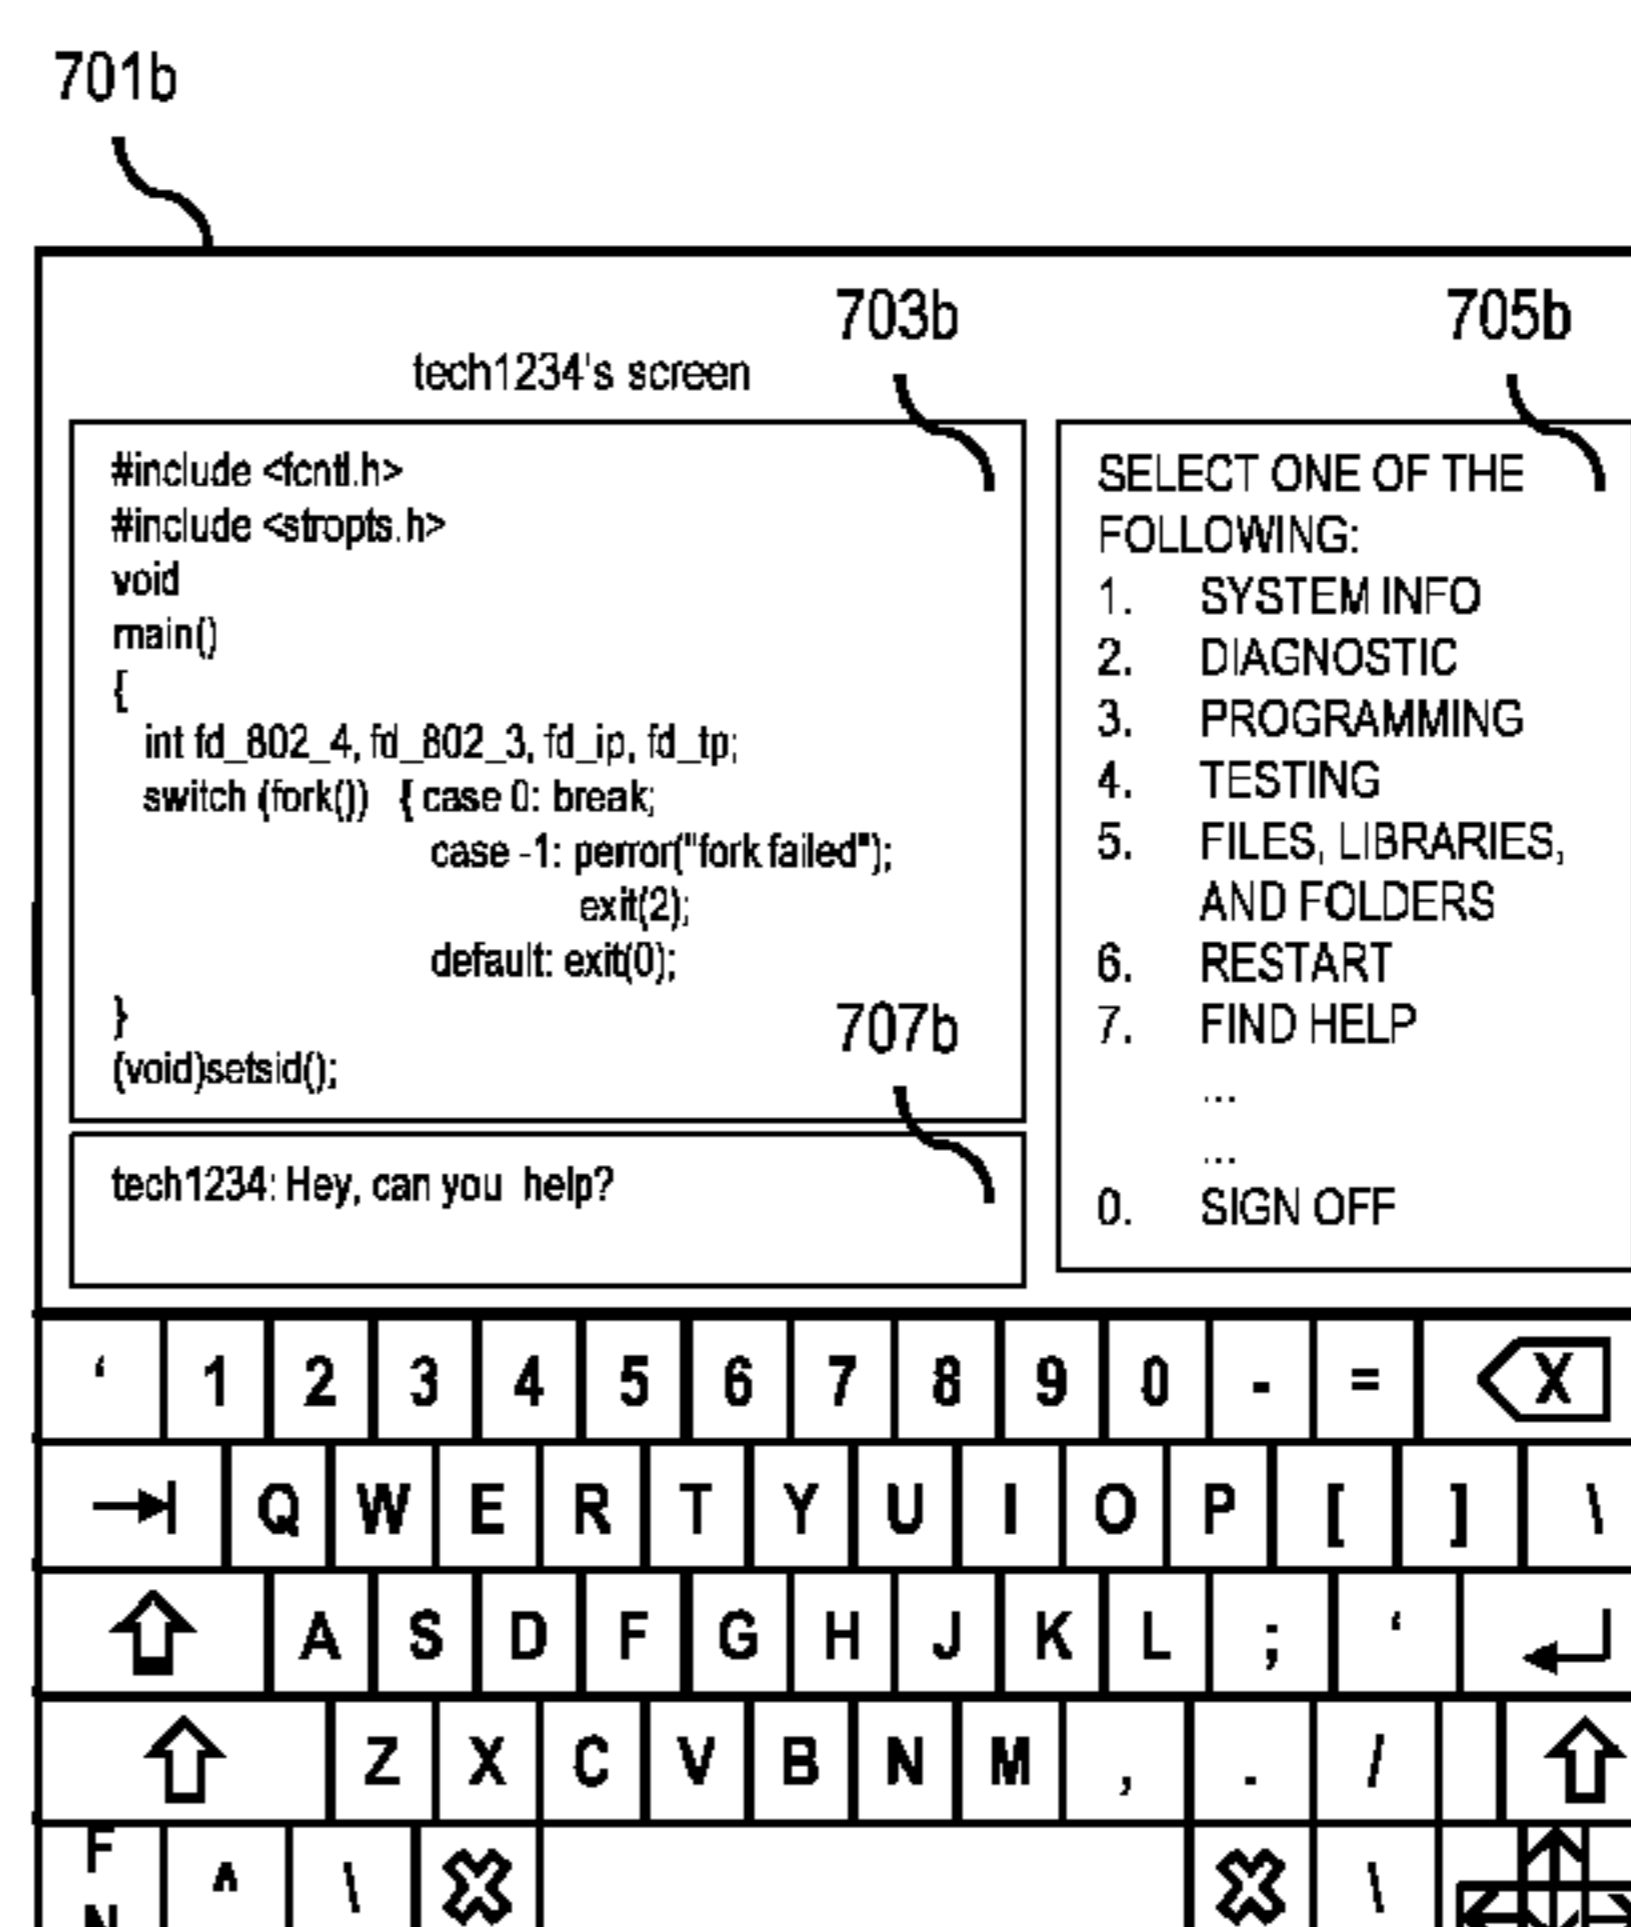 701b
703b
705b
tech1234's screen
#include <fcntl.h>
#include <stropts.h>
void
main()
{
int fd_802_4, fd_802_3, fd_ip, fd_tp;
switch (fork()) { case 0: break;
case -1: perror("fork failed");
exit(2);
default: exit(0);
}
(void)setsid();
707b
tech1234: Hey, can you help?
SELECT ONE OF THE
FOLLOWING:
1. SYSTEM INFO
2. DIAGNOSTIC
3. PROGRAMMING
4. TESTING
5. FILES, LIBRARIES,
AND FOLDERS
6. RESTART
7. FIND HELP
...
...
0. SIGN OFF
‘ 1 2 3 4 5 6 7 8 9 0 - = X
Q W E R T Y U I O P [ ] \
A S D F G H J K L ; ‘
Z X C V B N M , . /
F N ^ \ \